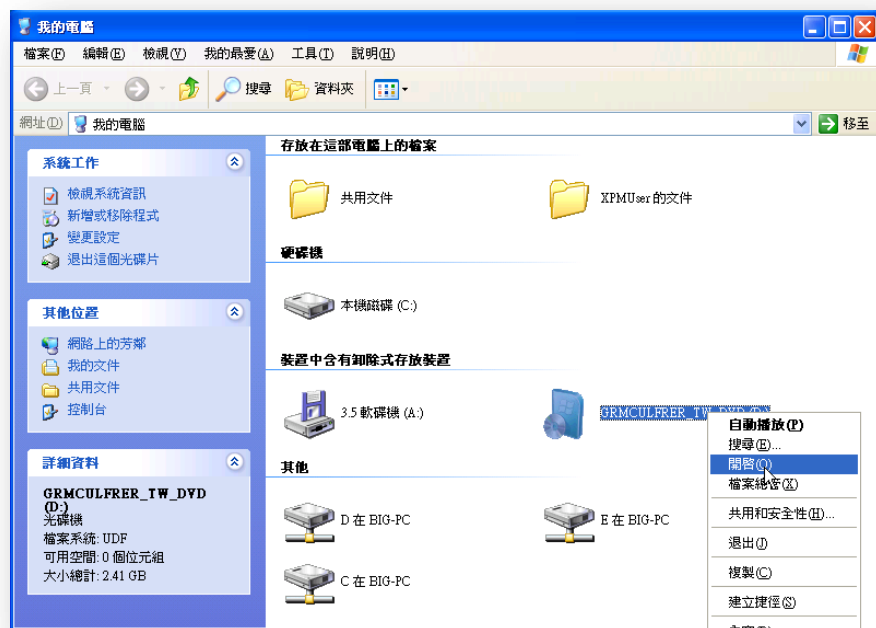 我的電腦
檔案(F) 編輯(E) 檢視(V) 我的最愛(A) 工具(T) 說明(H)
上一頁 搜尋 資料夾
網址(D) 我的電腦 移至
系統工作
檢視系統資訊
新增或移除程式
變更設定
退出這個光碟片
其他位置
網路上的芳鄰
我的文件
共用文件
控制台
詳細資料
GRMCULFRER_TW_DVD
(D:)
光碟機
檔案系統: UDF
可用空間: 0 個位元組
大小總計: 2.41 GB
存放在這部電腦上的檔案
共用文件 XPMUser 的文件
硬碟機
本機磁碟 (C:)
裝置中含有卸除式存放裝置
3.5 軟碟機 (A:) GRMCULFRER_TW_DVD (D:)
其他
D 在 BIG-PC E 在 BIG-PC
C 在 BIG-PC
自動播放(P)
搜尋(E)...
開啟(O)
檔案總管(X)
共用和安全性(H)...
退出(J)
複製(C)
建立捷徑(S)